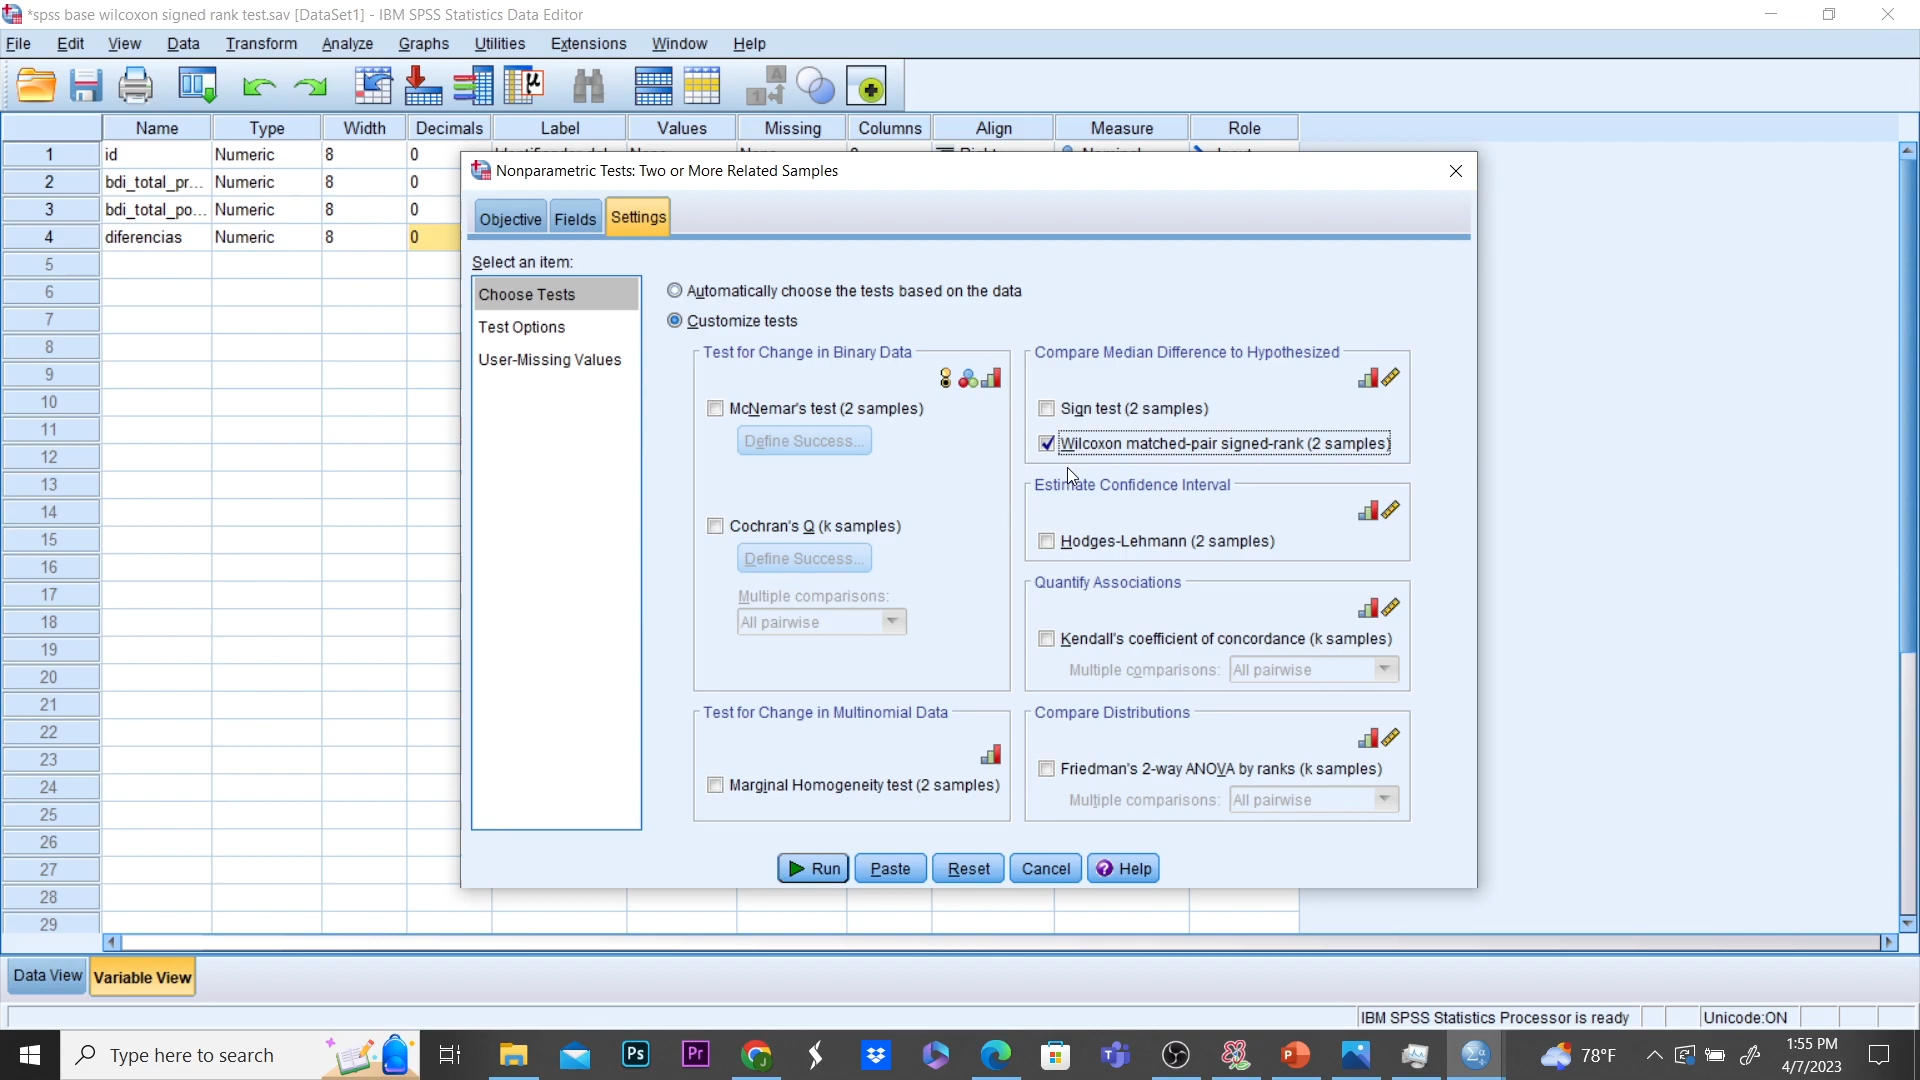 *spss base wilcoxon signed rank test.sav [DataSet1] - IBM SPSS Statistics Data Editor
File Edit View Data Transform Analyze Graphs Utilities Extensions Window Help
Name Type Width Decimals Label Values Missing Columns Align Measure Role
1 id Numeric 8 0
2 bdi_total_pr... Numeric 8 0
3 bdi_total_po... Numeric 8 0
4 diferencias Numeric 8 0
5
6
7
8
9
10
11
12
13
14
15
16
17
18
19
20
21
22
23
24
25
26
27
28
29
Nonparametric Tests: Two or More Related Samples
Objective Fields Settings
Select an item:
Choose Tests
Test Options
User-Missing Values
Automatically choose the tests based on the data
Customize tests
Test for Change in Binary Data
McNemar's test (2 samples)
Define Success...
Cochran's Q (k samples)
Define Success...
Multiple comparisons:
All pairwise
Test for Change in Multinomial Data
Marginal Homogeneity test (2 samples)
Compare Median Difference to Hypothesized
Sign test (2 samples)
Wilcoxon matched-pair signed-rank (2 samples)
Estimate Confidence Interval
Hodges-Lehmann (2 samples)
Quantify Associations
Kendall's coefficient of concordance (k samples)
Multiple comparisons: All pairwise
Compare Distributions
Friedman's 2-way ANOVA by ranks (k samples)
Multiple comparisons: All pairwise
Run Paste Reset Cancel Help
Data View Variable View
IBM SPSS Statistics Processor is ready Unicode:ON
Type here to search
78°F
1:55 PM
4/7/2023